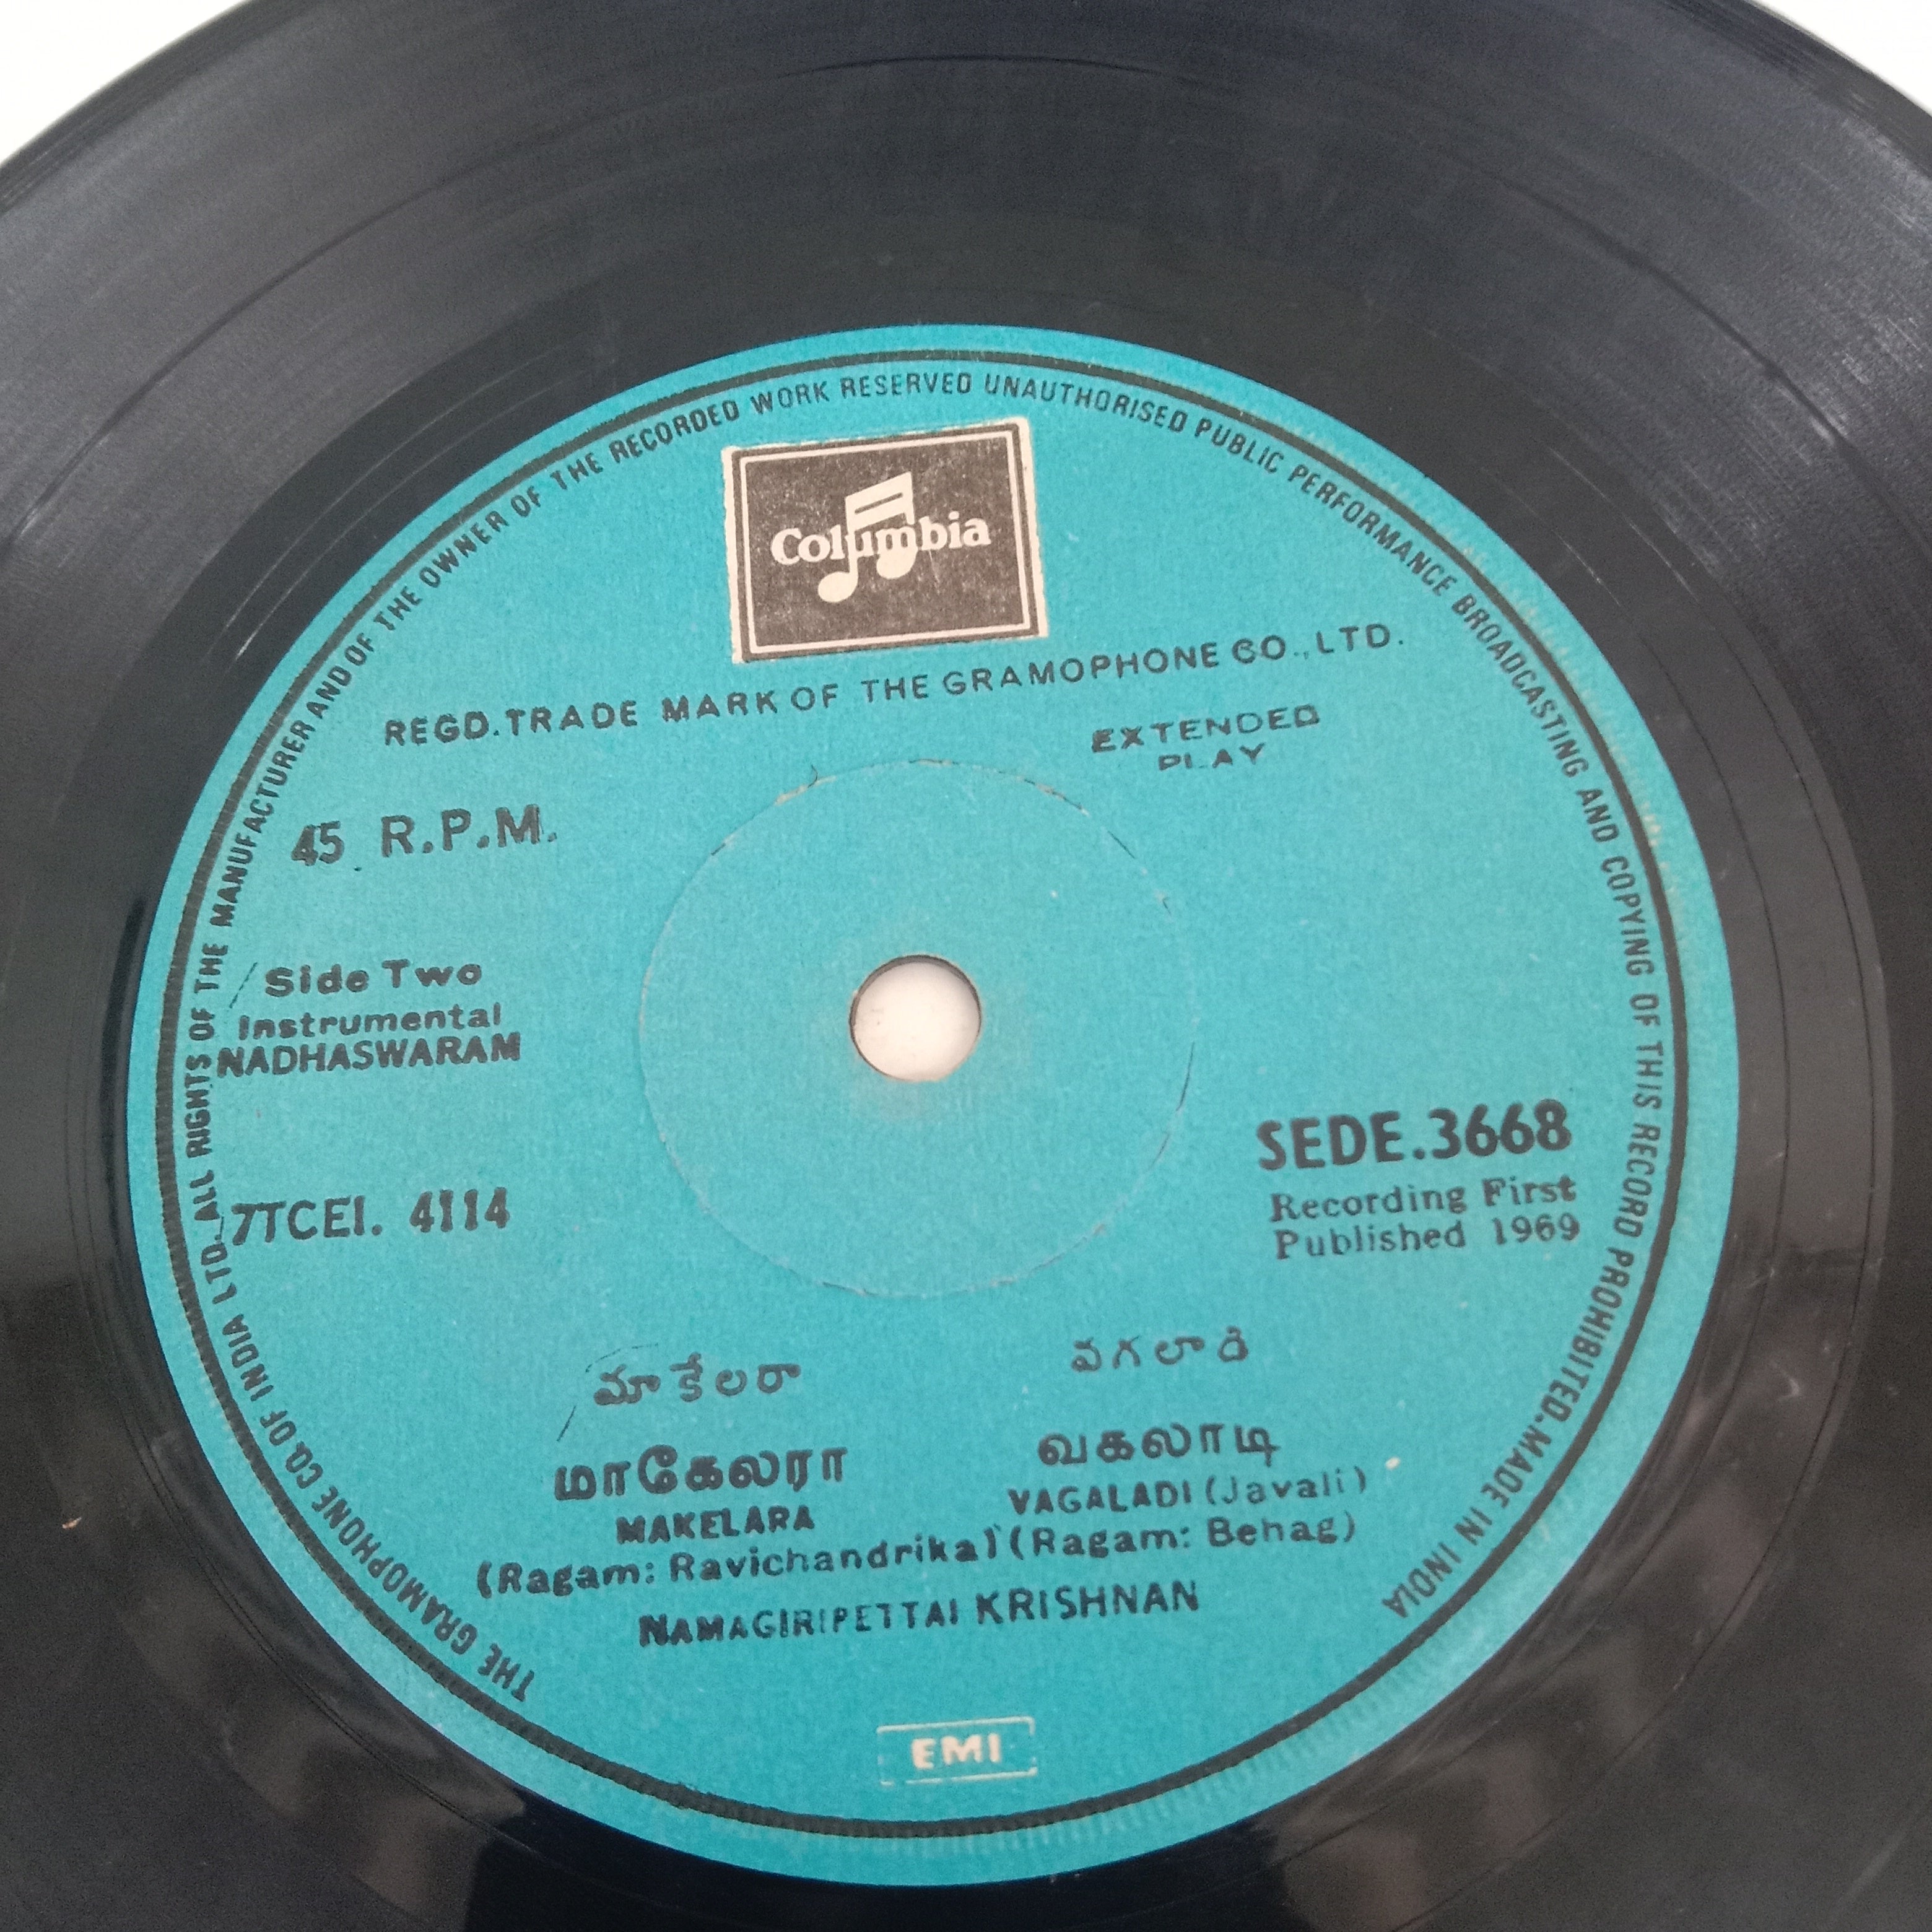 THE GRAMOPHONE CO. OF INDIA LTD. ALL RIGHTS OF THE MANUFACTURER AND OF THE OWNER OF THE RECORDED WORK RESERVED UNAUTHORISED PUBLIC PERFORMANCE BROADCASTING AND COPYING OF THIS RECORD PROHIBITED. MADE IN INDIA
Columbia
REGD. TRADE MARK OF THE GRAMOPHONE CO., LTD.
EXTENDED
PLAY
45 R.P.M.
Side Two
Instrumental
NADHASWARAM
SEDE.3668
Recording First
Published 1969
7TCEI. 4114
మాకేలరా వగలాడి
மாகேலரா வகலாடி
MAKELARA VAGALADI (Javali)
(Ragam: Ravichandrika) (Ragam: Behag)
NAMAGIRIPETTAI KRISHNAN
EMI